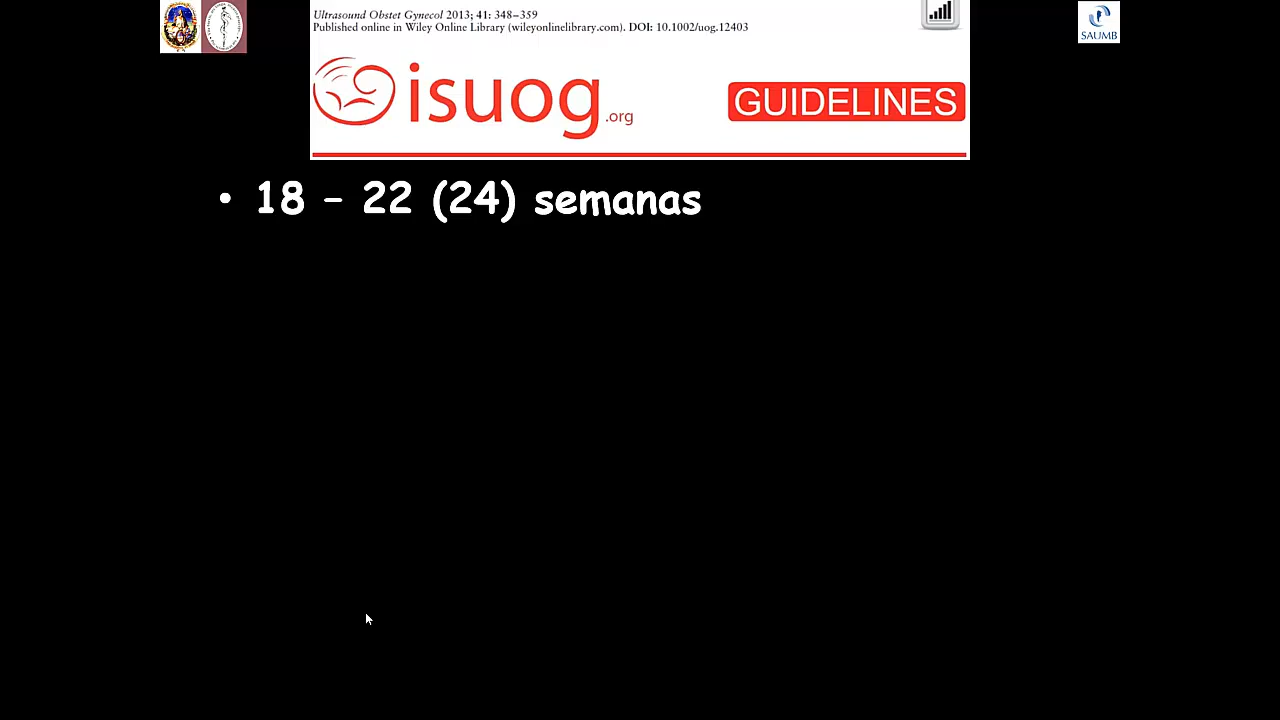 Ultrasound Obstet Gynecol 2013; 41: 348–359
Published online in Wiley Online Library (wileyonlinelibrary.com). DOI: 10.1002/uog.12403
isuog.org
GUIDELINES
SAUMB
• 18 – 22 (24) semanas